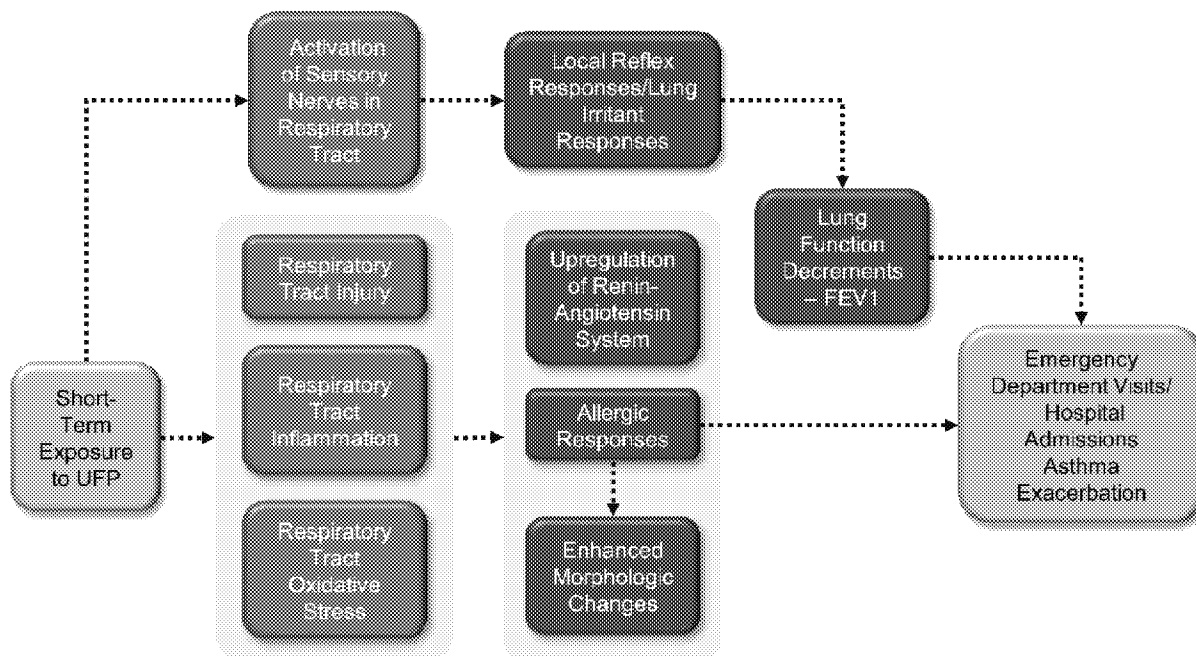 Activation
of Sensory
Nerves in
Respiratory
Tract
Local Reflex
Responses/Lung
Irritant
Responses
Lung
Function
Decrements
– FEV1
Respiratory
Tract Injury
Upregulation
of Renin-
Angiotensin
System
Short-
Term
Exposure
to UFP
Respiratory
Tract
Inflammation
Allergic
Responses
Emergency
Department Visits/
Hospital
Admissions
Asthma
Exacerbation
Respiratory
Tract
Oxidative
Stress
Enhanced
Morphologic
Changes